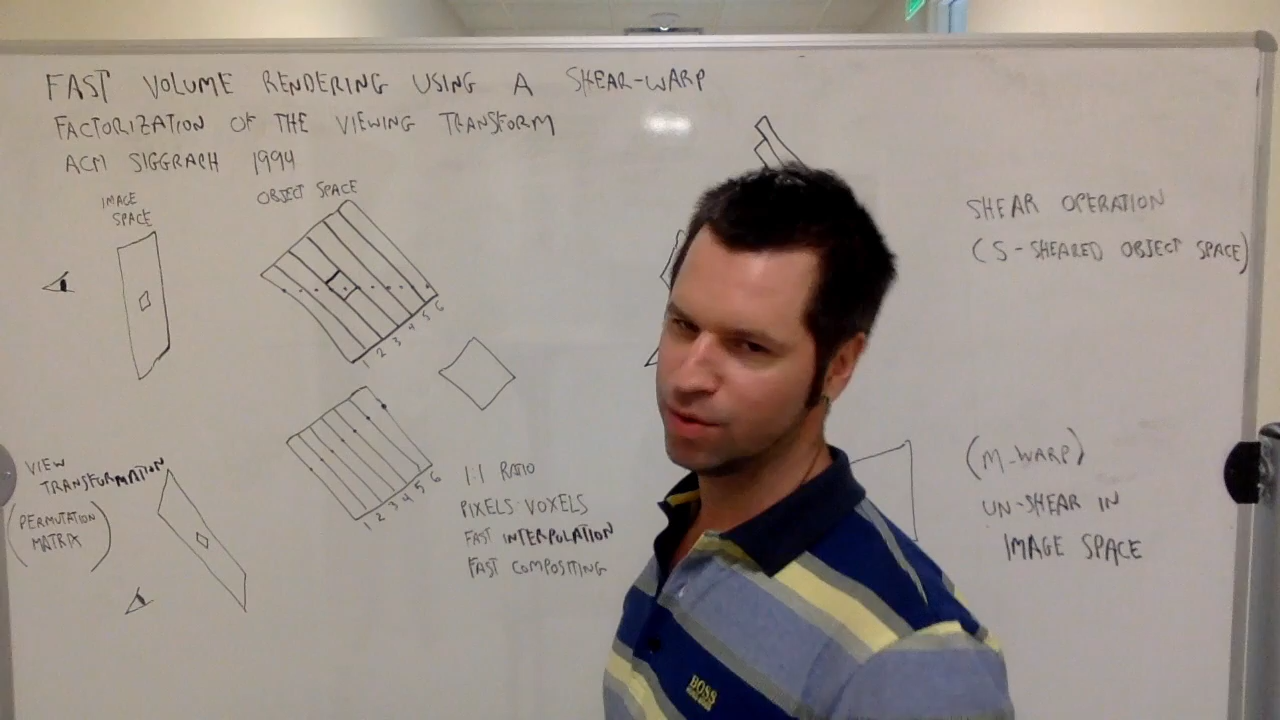 FAST VOLUME RENDERING USING A SHEAR-WARP
FACTORIZATION OF THE VIEWING TRANSFORM
ACM SIGGRAPH 1994
IMAGE
SPACE
OBJECT SPACE
1 2 3 4 5 6
SHEAR OPERATION
(S-SHEARED OBJECT SPACE)
VIEW
TRANSFORMATION
(PERMUTATION
MATRIX)
1 2 3 4 5 6
1:1 RATIO
PIXELS:VOXELS
FAST INTERPOLATION
FAST COMPOSITING
(M-WARP)
UN-SHEAR IN
IMAGE SPACE
BOSS